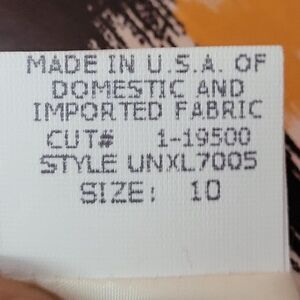 MADE IN U.S.A. OF
DOMESTIC AND
IMPORTED FABRIC
CUT# 1-19500
STYLE UNXL7005
SIZE: 10